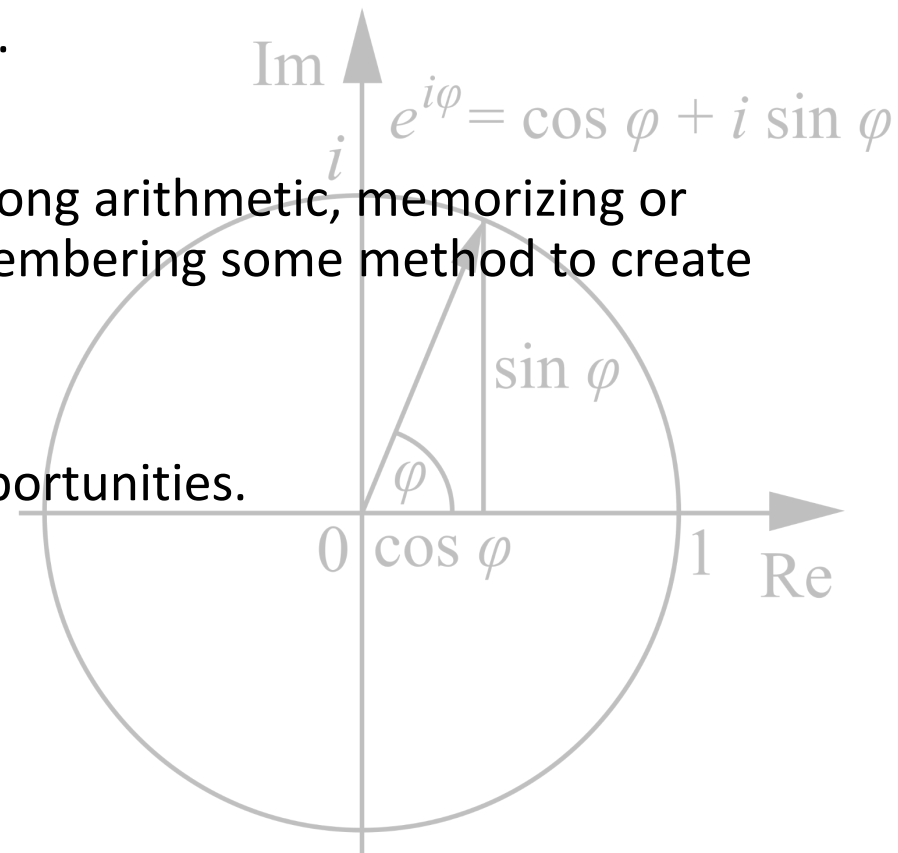 .
Im
e^{iφ} = cos φ + i sin φ
i
ong arithmetic, memorizing or
embering some method to create
sin φ
φ
portunities.
0 cos φ 1
Re